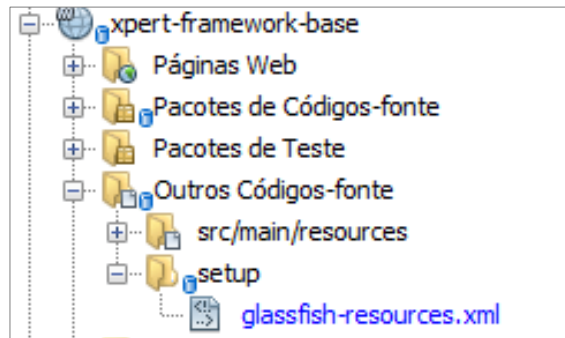 xpert-framework-base
Páginas Web
Pacotes de Códigos-fonte
Pacotes de Teste
Outros Códigos-fonte
src/main/resources
setup
glassfish-resources.xml